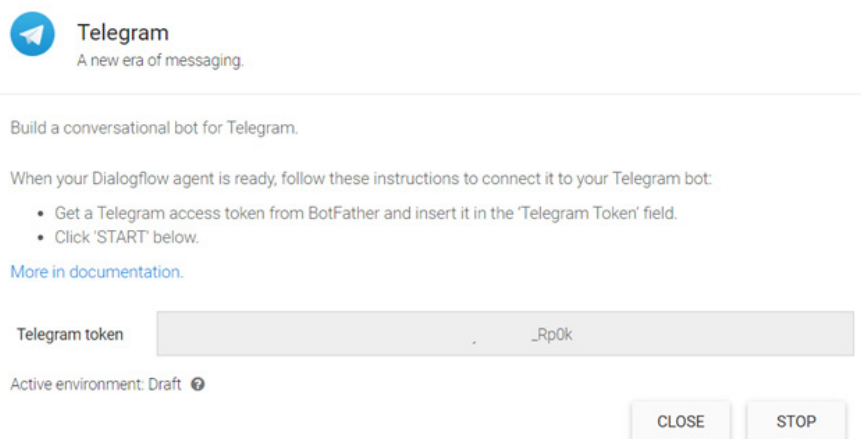 Telegram
A new era of messaging.
Build a conversational bot for Telegram.
When your Dialogflow agent is ready, follow these instructions to connect it to your Telegram bot:
• Get a Telegram access token from BotFather and insert it in the 'Telegram Token' field.
• Click 'START' below.
More in documentation.
Telegram token _Rp0k
Active environment: Draft ?
CLOSE STOP